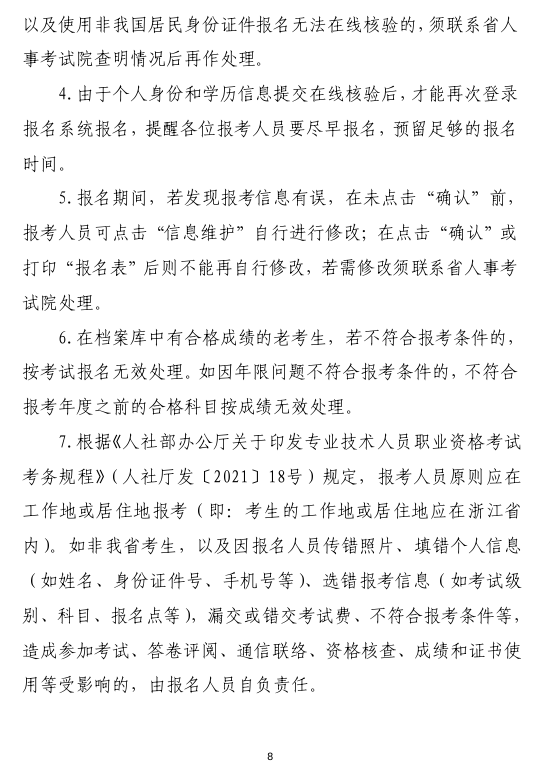 以及使用非我国居民身份证件报名无法在线核验的，须联系省人
事考试院查明情况后再作处理。
4. 由于个人身份和学历信息提交在线核验后，才能再次登录
报名系统报名，提醒各位报考人员要尽早报名，预留足够的报名
时间。
5. 报名期间，若发现报考信息有误，在未点击“确认”前，
报考人员可点击“信息维护”自行进行修改；在点击“确认”或
打印“报名表”后则不能再自行修改，若需修改须联系省人事考
试院处理。
6. 在档案库中有合格成绩的老考生，若不符合报考条件的，
按考试报名无效处理。如因年限问题不符合报考条件的，不符合
报考年度之前的合格科目按成绩无效处理。
7. 根据《人社部办公厅关于印发专业技术人员职业资格考试
考务规程》（人社厅发〔2021〕18号）规定，报考人员原则应在
工作地或居住地报考（即：考生的工作地或居住地应在浙江省
内）。如非我省考生，以及因报名人员传错照片、填错个人信息
（如姓名、身份证件号、手机号等）、选错报考信息（如考试级
别、科目、报名点等），漏交或错交考试费、不符合报考条件等，
造成参加考试、答卷评阅、通信联络、资格核查、成绩和证书使
用等受影响的，由报名人员自负责任。
8